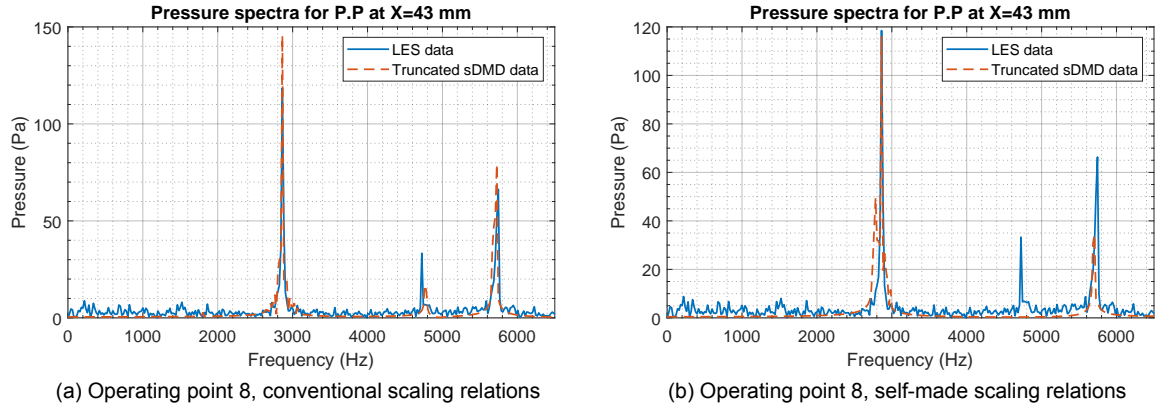 Pressure spectra for P.P at X=43 mm
150
100
50
0
Pressure (Pa)
LES data
Truncated sDMD data
0 1000 2000 3000 4000 5000 6000
Frequency (Hz)
(a) Operating point 8, conventional scaling relations
Pressure spectra for P.P at X=43 mm
120
100
80
60
40
20
0
Pressure (Pa)
LES data
Truncated sDMD data
0 1000 2000 3000 4000 5000 6000
Frequency (Hz)
(b) Operating point 8, self-made scaling relations